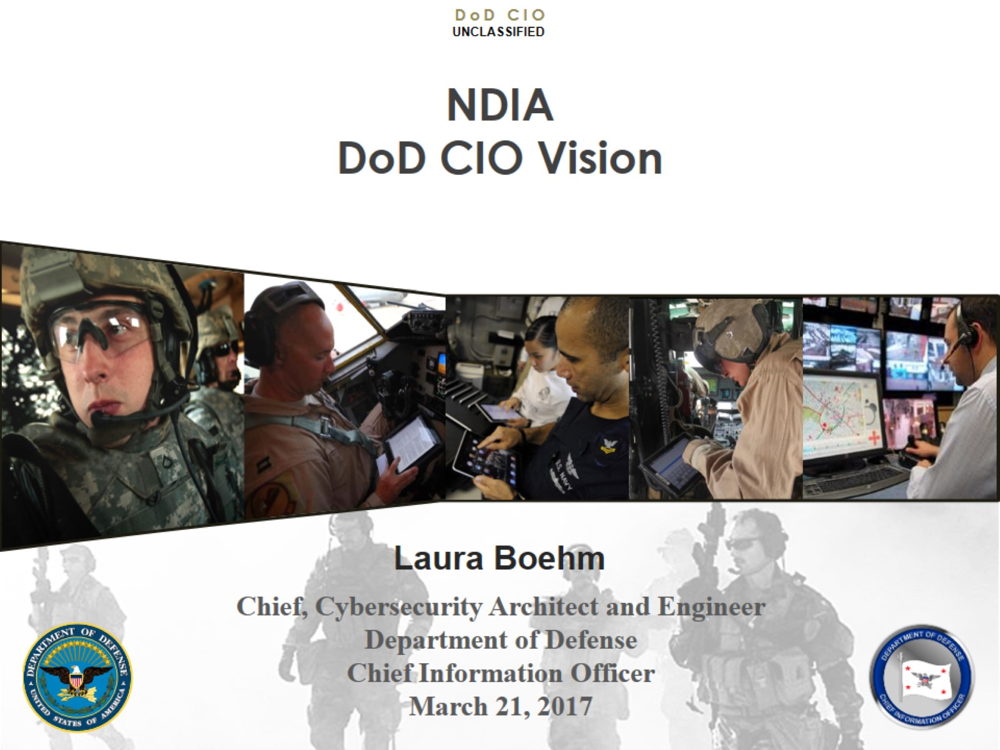 DoD CIO
UNCLASSIFIED
NDIA
DoD CIO Vision
U.S. NAVY
Laura Boehm
Chief, Cybersecurity Architect and Engineer
Department of Defense
Chief Information Officer
March 21, 2017
DEPARTMENT OF DEFENSE
UNITED STATES OF AMERICA
DEPARTMENT OF DEFENSE
CHIEF INFORMATION OFFICER